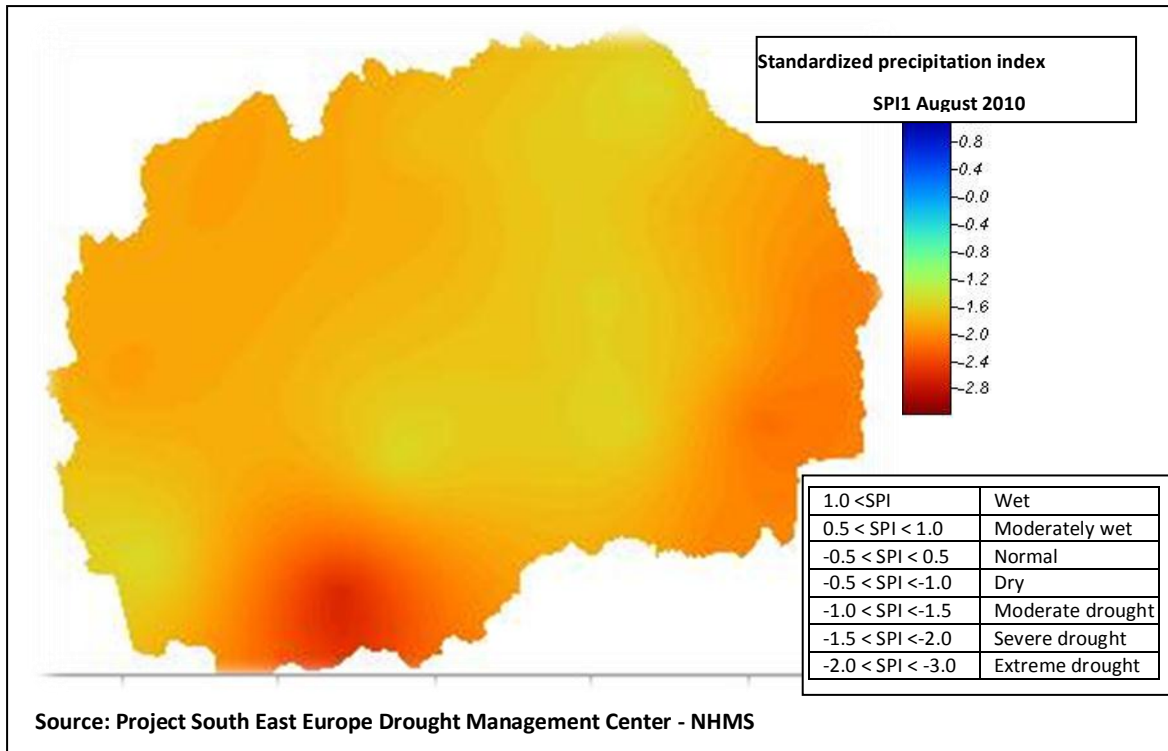 Standardized precipitation index
SPI1 August 2010
0.8
0.4
-0.0
-0.4
-0.8
-1.2
-1.6
-2.0
-2.4
-2.8
1.0 <SPI Wet
0.5 < SPI < 1.0 Moderately wet
-0.5 < SPI < 0.5 Normal
-0.5 < SPI <-1.0 Dry
-1.0 < SPI <-1.5 Moderate drought
-1.5 < SPI <-2.0 Severe drought
-2.0 < SPI < -3.0 Extreme drought
Source: Project South East Europe Drought Management Center - NHMS